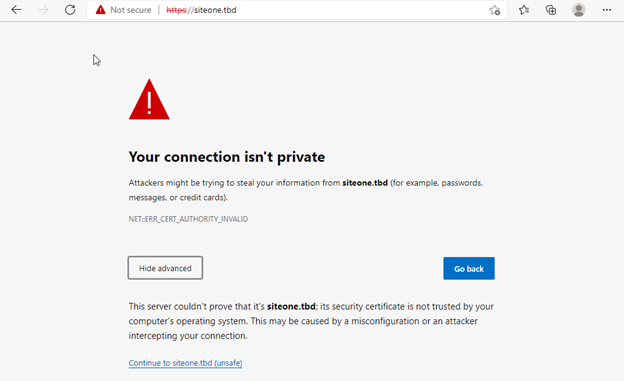 Not secure | https://siteone.tbd
Your connection isn't private
Attackers might be trying to steal your information from siteone.tbd (for example, passwords,
messages, or credit cards).
NET::ERR_CERT_AUTHORITY_INVALID
Hide advanced
Go back
This server couldn't prove that it's siteone.tbd; its security certificate is not trusted by your
computer's operating system. This may be caused by a misconfiguration or an attacker
intercepting your connection.
Continue to siteone.tbd (unsafe)